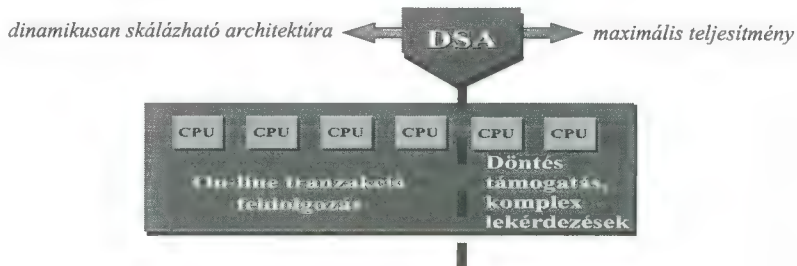 dinamikusan skálázható architektúra
DSA
maximális teljesítmény
CPU CPU CPU CPU CPU CPU
On-line tranzakció
feldolgozás
Döntés
támogatás,
komplex
lekérdezések